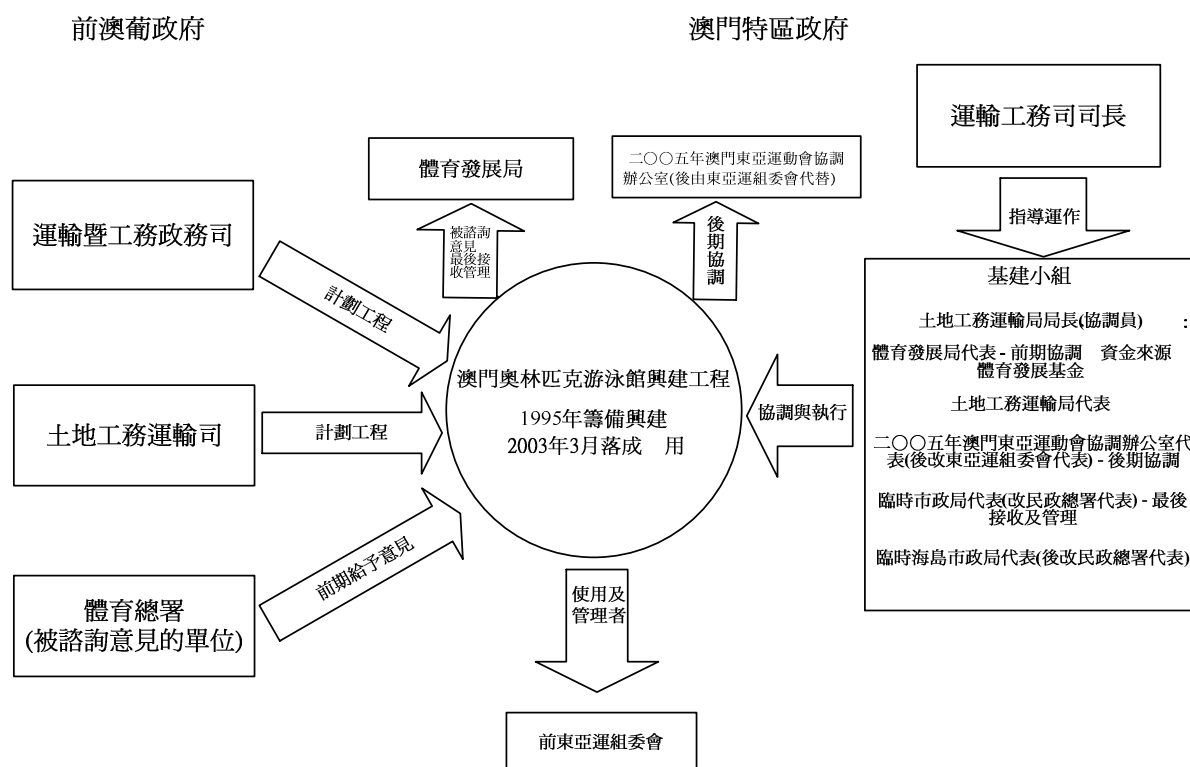 前澳葡政府
澳門特區政府
運輸工務司司長
體育發展局
二〇〇五年澳門東亞運動會協調
辦公室(後由東亞運組委會代替)
運輸暨工務政務司
指導運作
被諮詢
意見
最後接
收管理
後期協調
計劃工程
基建小組
土地工務運輸局局長(協調員) :
體育發展局代表 - 前期協調 資金來源
體育發展基金
土地工務運輸局代表
二〇〇五年澳門東亞運動會協調辦公室代
表(後改東亞運組委會代表) - 後期協調
臨時市政局代表(改民政總署代表) - 最後
接收及管理
臨時海島市政局代表(後改民政總署代表)
澳門奧林匹克游泳館興建工程
1995年籌備興建
2003年3月落成 用
協調與執行
土地工務運輸司
計劃工程
前期給予意見
體育總署
(被諮詢意見的單位)
使用及
管理者
前東亞運組委會